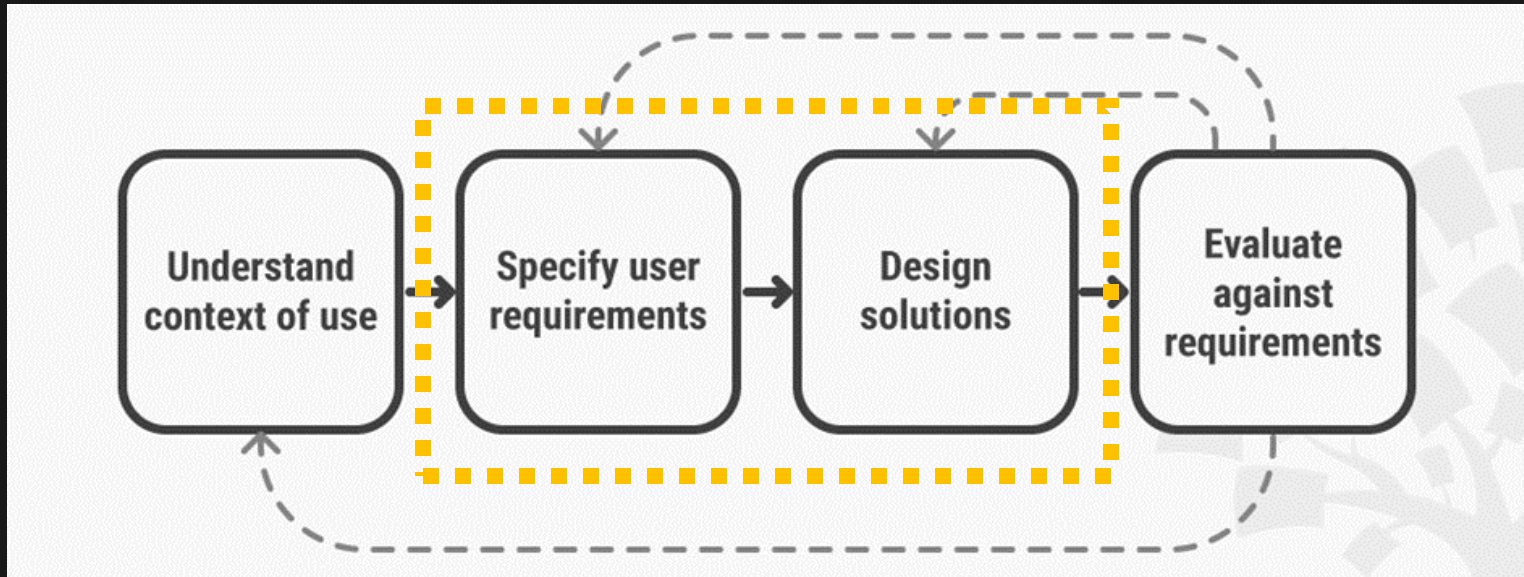 Understand
context of use
Specify user
requirements
Design
solutions
Evaluate
against
requirements